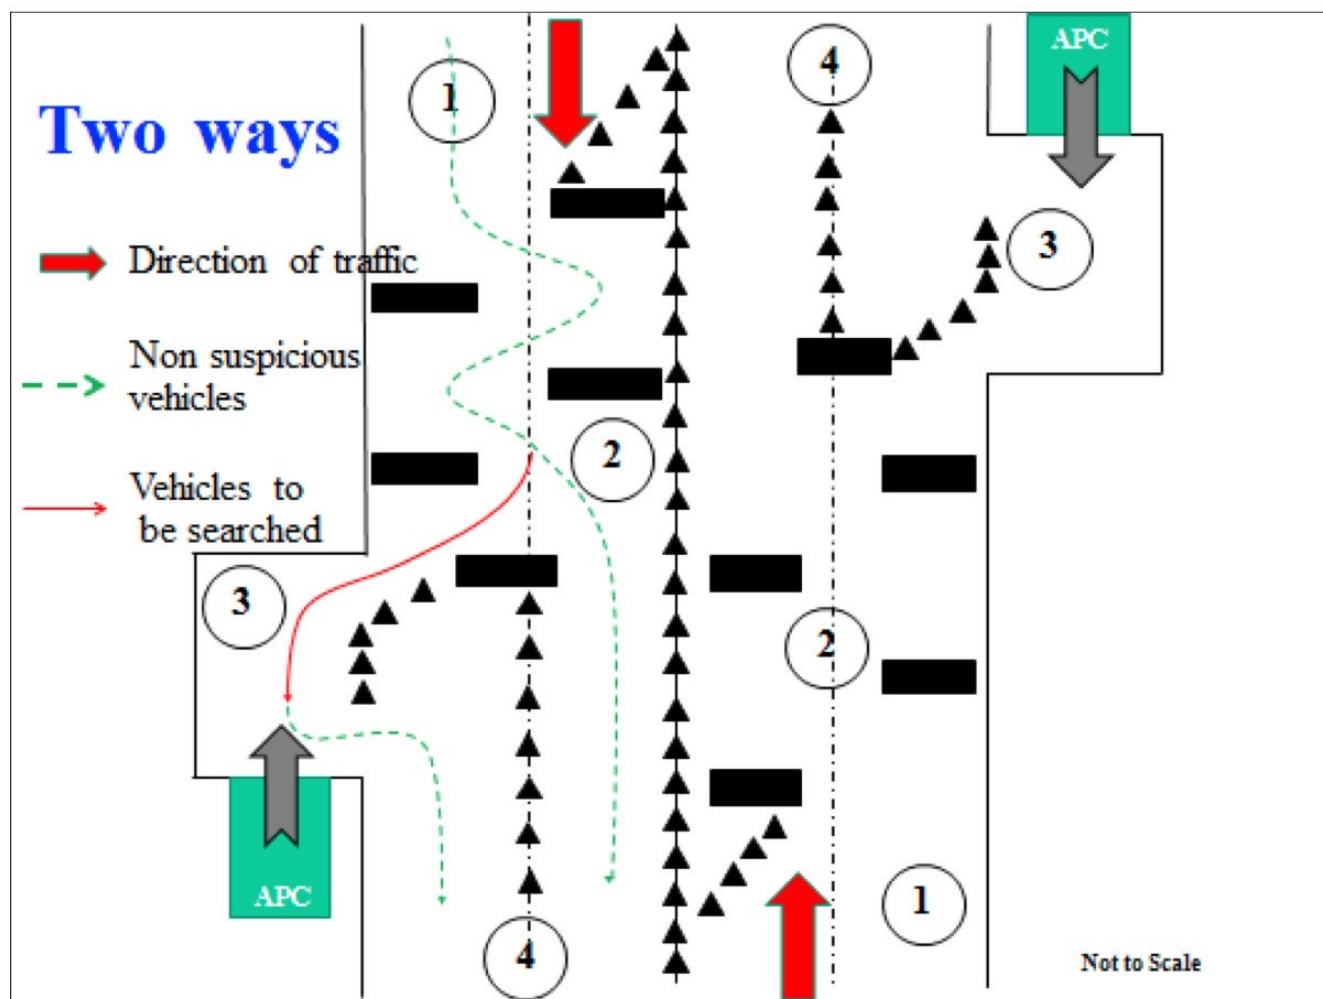 1
4
APC
Two ways
3
Direction of traffic
Non suspicious
vehicles
2
Vehicles to
be searched
3
2
APC
1
4
Not to Scale